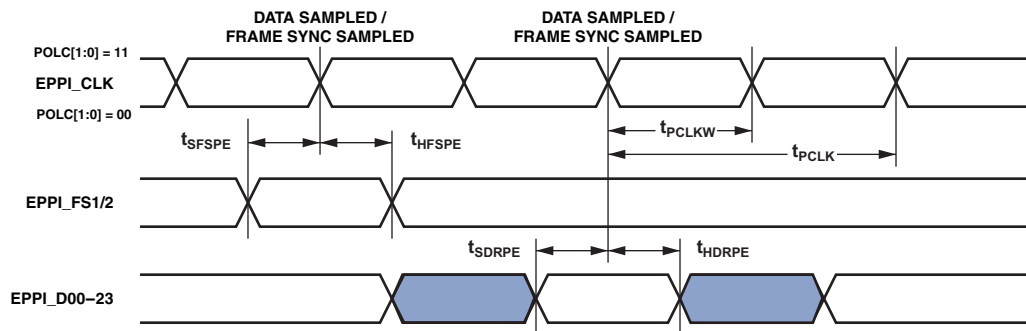 DATA SAMPLED /
FRAME SYNC SAMPLED
DATA SAMPLED /
FRAME SYNC SAMPLED
POLC[1:0] = 11
EPPI_CLK
POLC[1:0] = 00
tSFSPE
tHFSPE
tPCLKW
tPCLK
EPPI_FS1/2
tSDRPE
tHDRPE
EPPI_D00–23